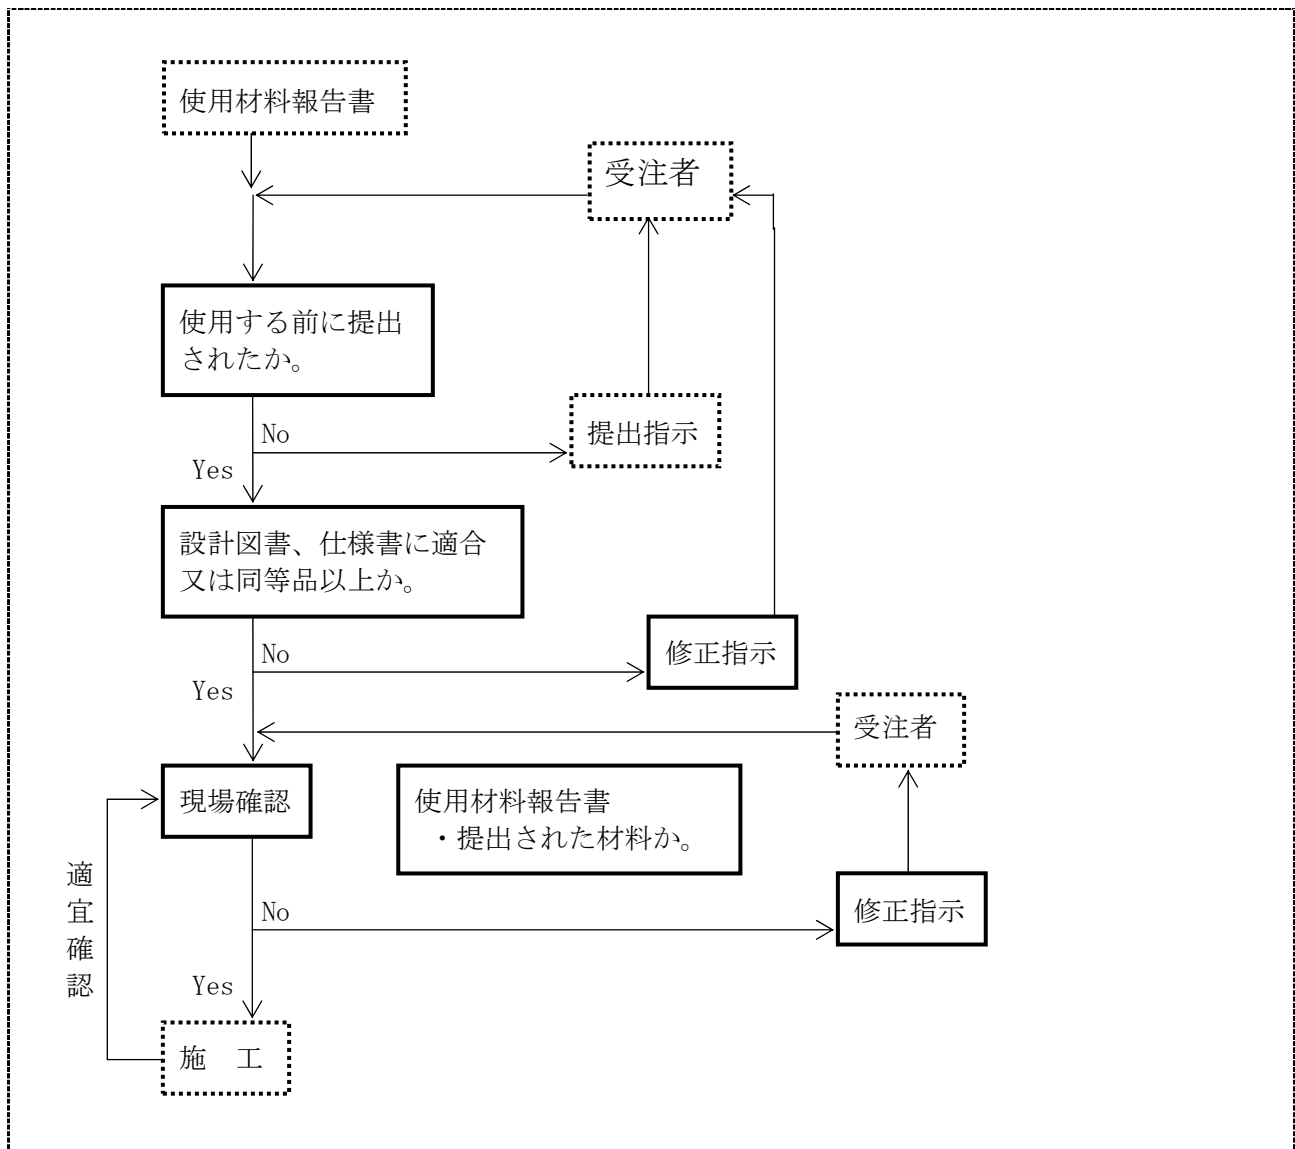 使用材料報告書
受注者
使用する前に提出
されたか。
No
提出指示
Yes
設計図書、仕様書に適合
又は同等品以上か。
No
修正指示
Yes
受注者
現場確認
使用材料報告書
・提出された材料か。
適宜確認
No
修正指示
Yes
施　工